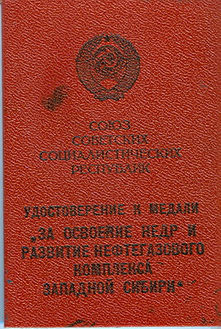 СОЮЗ
СОВЕТСКИХ
СОЦИАЛИСТИЧЕСКИХ
РЕСПУБЛИК
УДОСТОВЕРЕНИЕ К МЕДАЛИ
„ЗА ОСВОЕНИЕ НЕДР И
РАЗВИТИЕ НЕФТЕГАЗОВОГО
КОМПЛЕКСА
ЗАПАДНОЙ СИБИРИ“